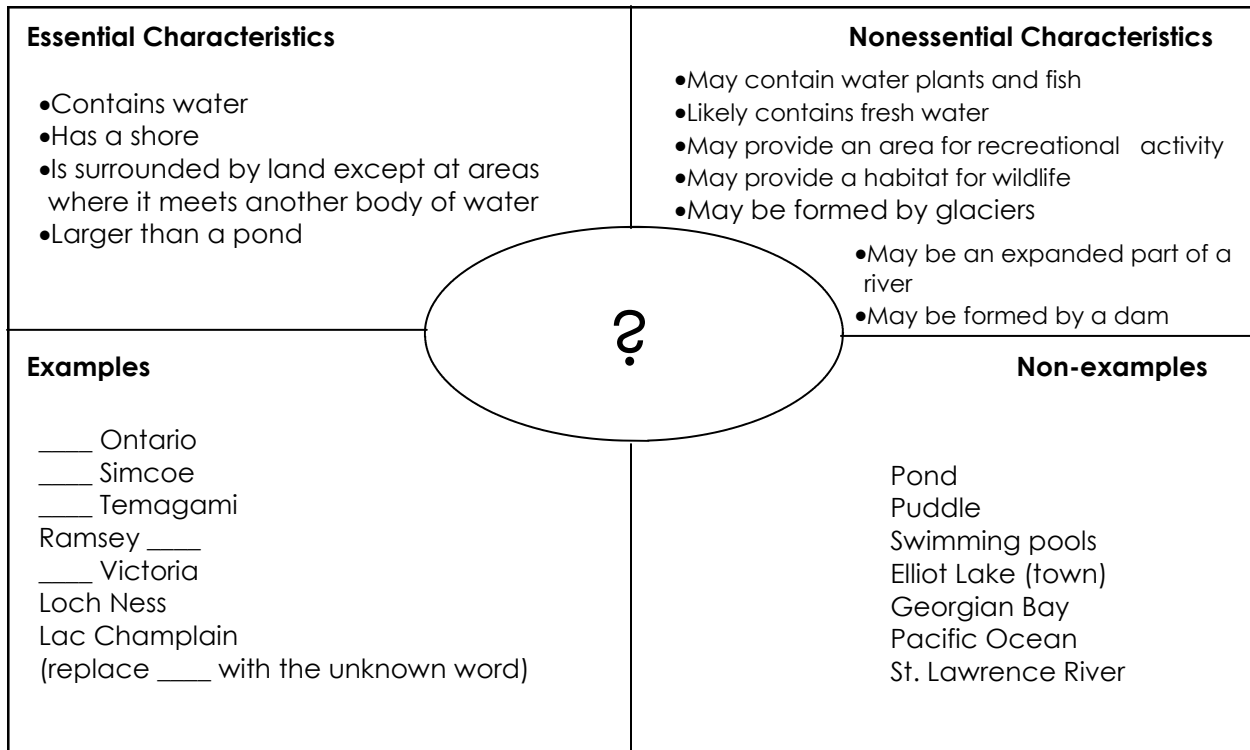 Essential Characteristics
•Contains water
•Has a shore
•Is surrounded by land except at areas
where it meets another body of water
•Larger than a pond
Nonessential Characteristics
•May contain water plants and fish
•Likely contains fresh water
•May provide an area for recreational activity
•May provide a habitat for wildlife
•May be formed by glaciers
•May be an expanded part of a
river
•May be formed by a dam
?
Examples
____ Ontario
____ Simcoe
____ Temagami
Ramsey ____
____ Victoria
Loch Ness
Lac Champlain
(replace ____ with the unknown word)
Non-examples
Pond
Puddle
Swimming pools
Elliot Lake (town)
Georgian Bay
Pacific Ocean
St. Lawrence River